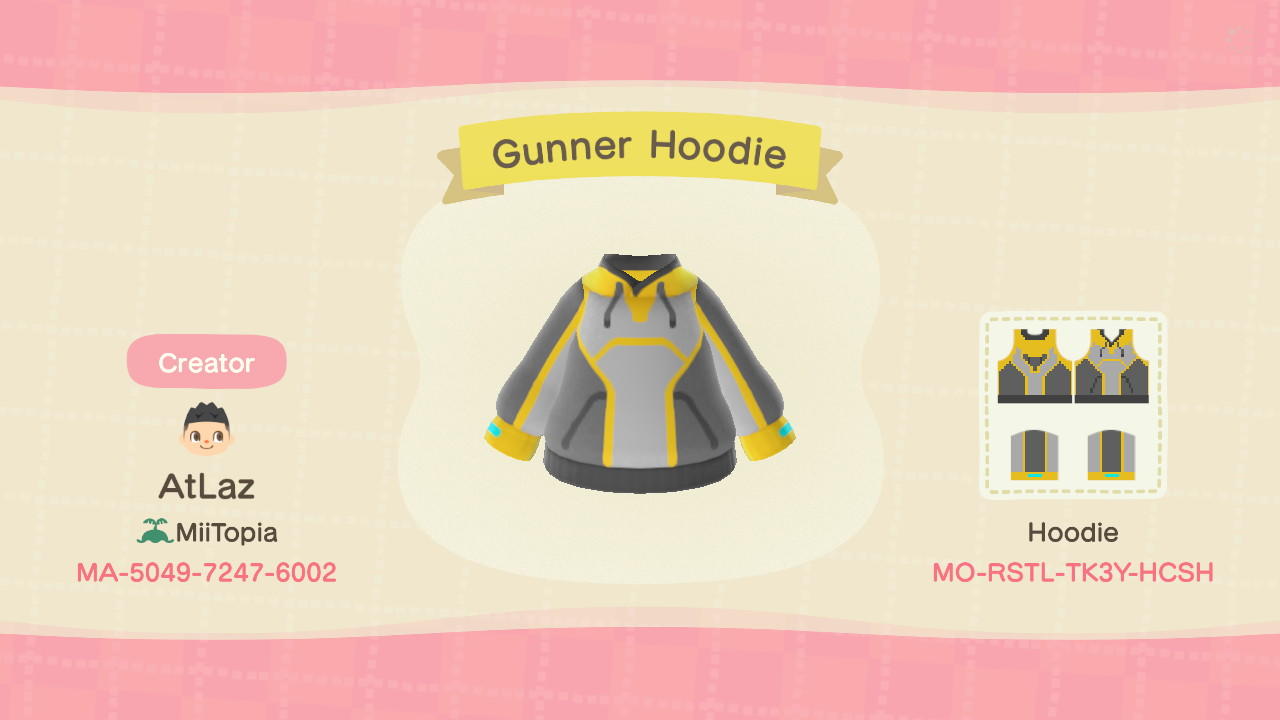 Gunner Hoodie
Creator
AtLaz
MiiTopia
MA-5049-7247-6002
Hoodie
MO-RSTL-TK3Y-HCSH